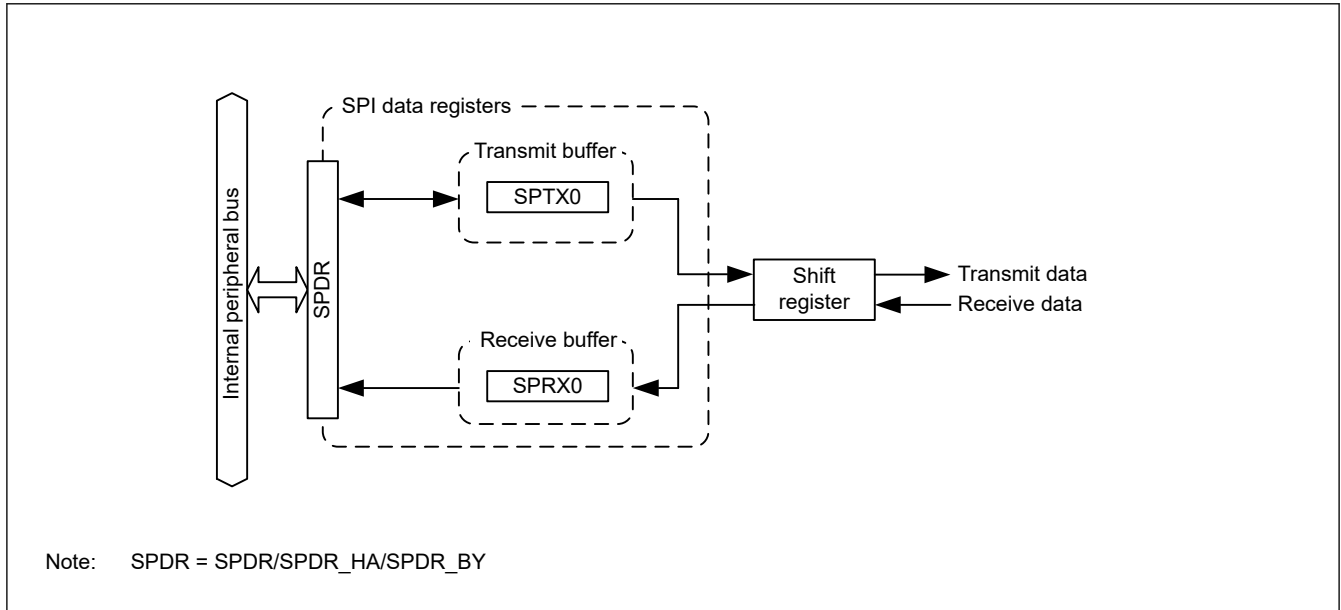 SPI data registers
Transmit buffer
SPTX0
Internal peripheral bus
SPDR
Shift
register
Transmit data
Receive data
Receive buffer
SPRX0
Note: SPDR = SPDR/SPDR_HA/SPDR_BY